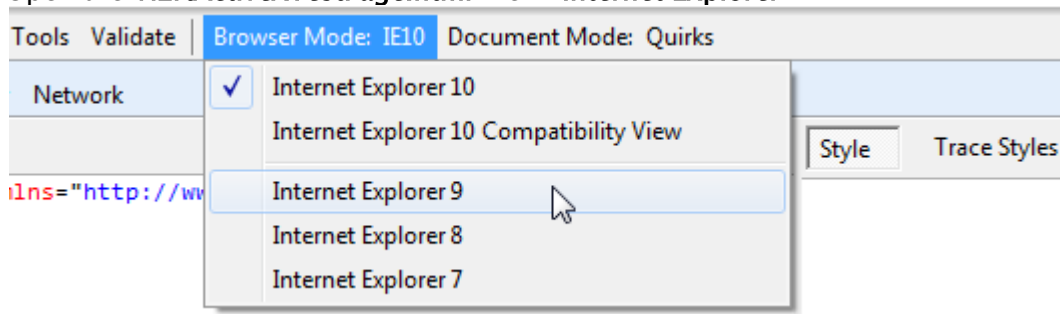 Tools Validate Browser Mode: IE10 Document Mode: Quirks
Network
Internet Explorer 10
Internet Explorer 10 Compatibility View
Style Trace Styles
Internet Explorer 9
Internet Explorer 8
Internet Explorer 7